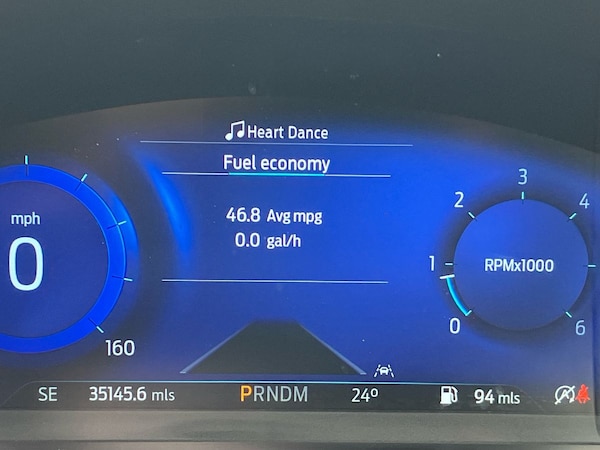 Heart Dance
Fuel economy
46.8 Avg mpg
0.0 gal/h
mph
0
160
0
1
2
3
4
6
RPMx1000
SE 35145.6 mls PRNDM 24º 94 mls